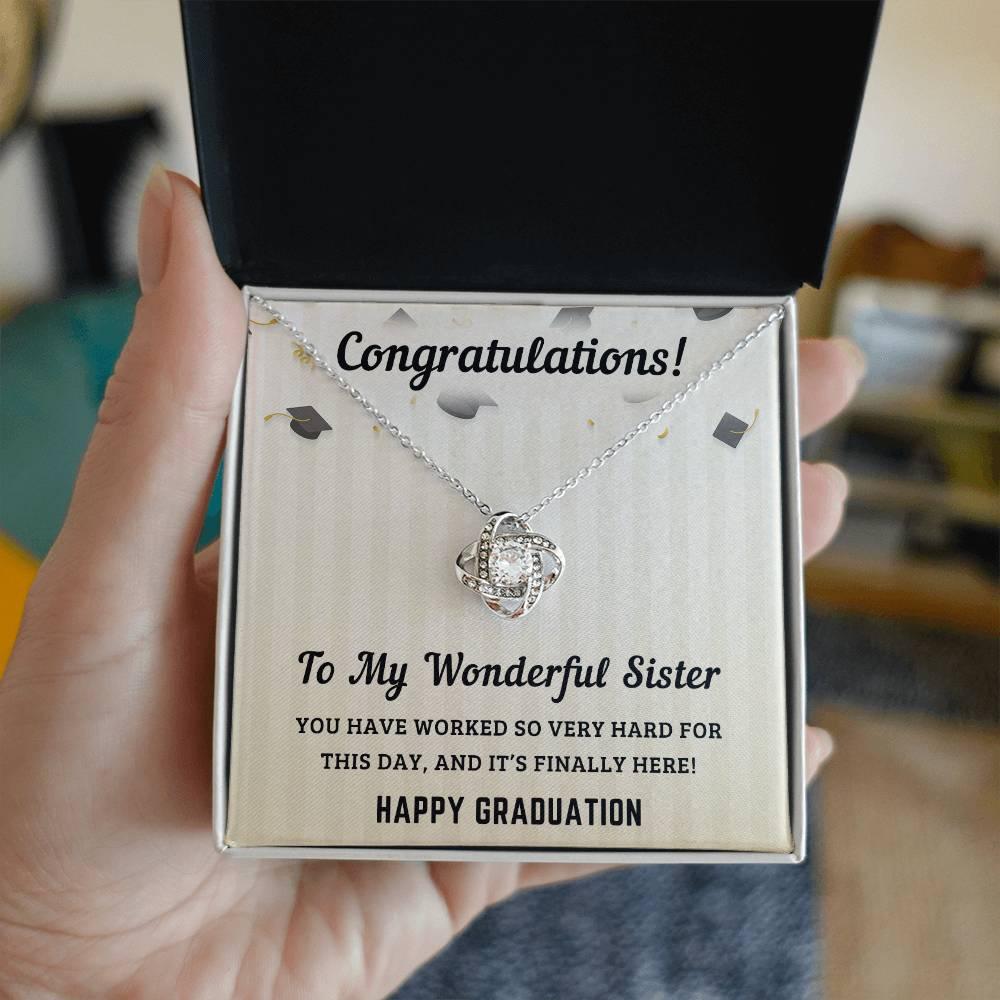 Congratulations!
To My Wonderful Sister
YOU HAVE WORKED SO VERY HARD FOR
THIS DAY, AND IT'S FINALLY HERE!
HAPPY GRADUATION